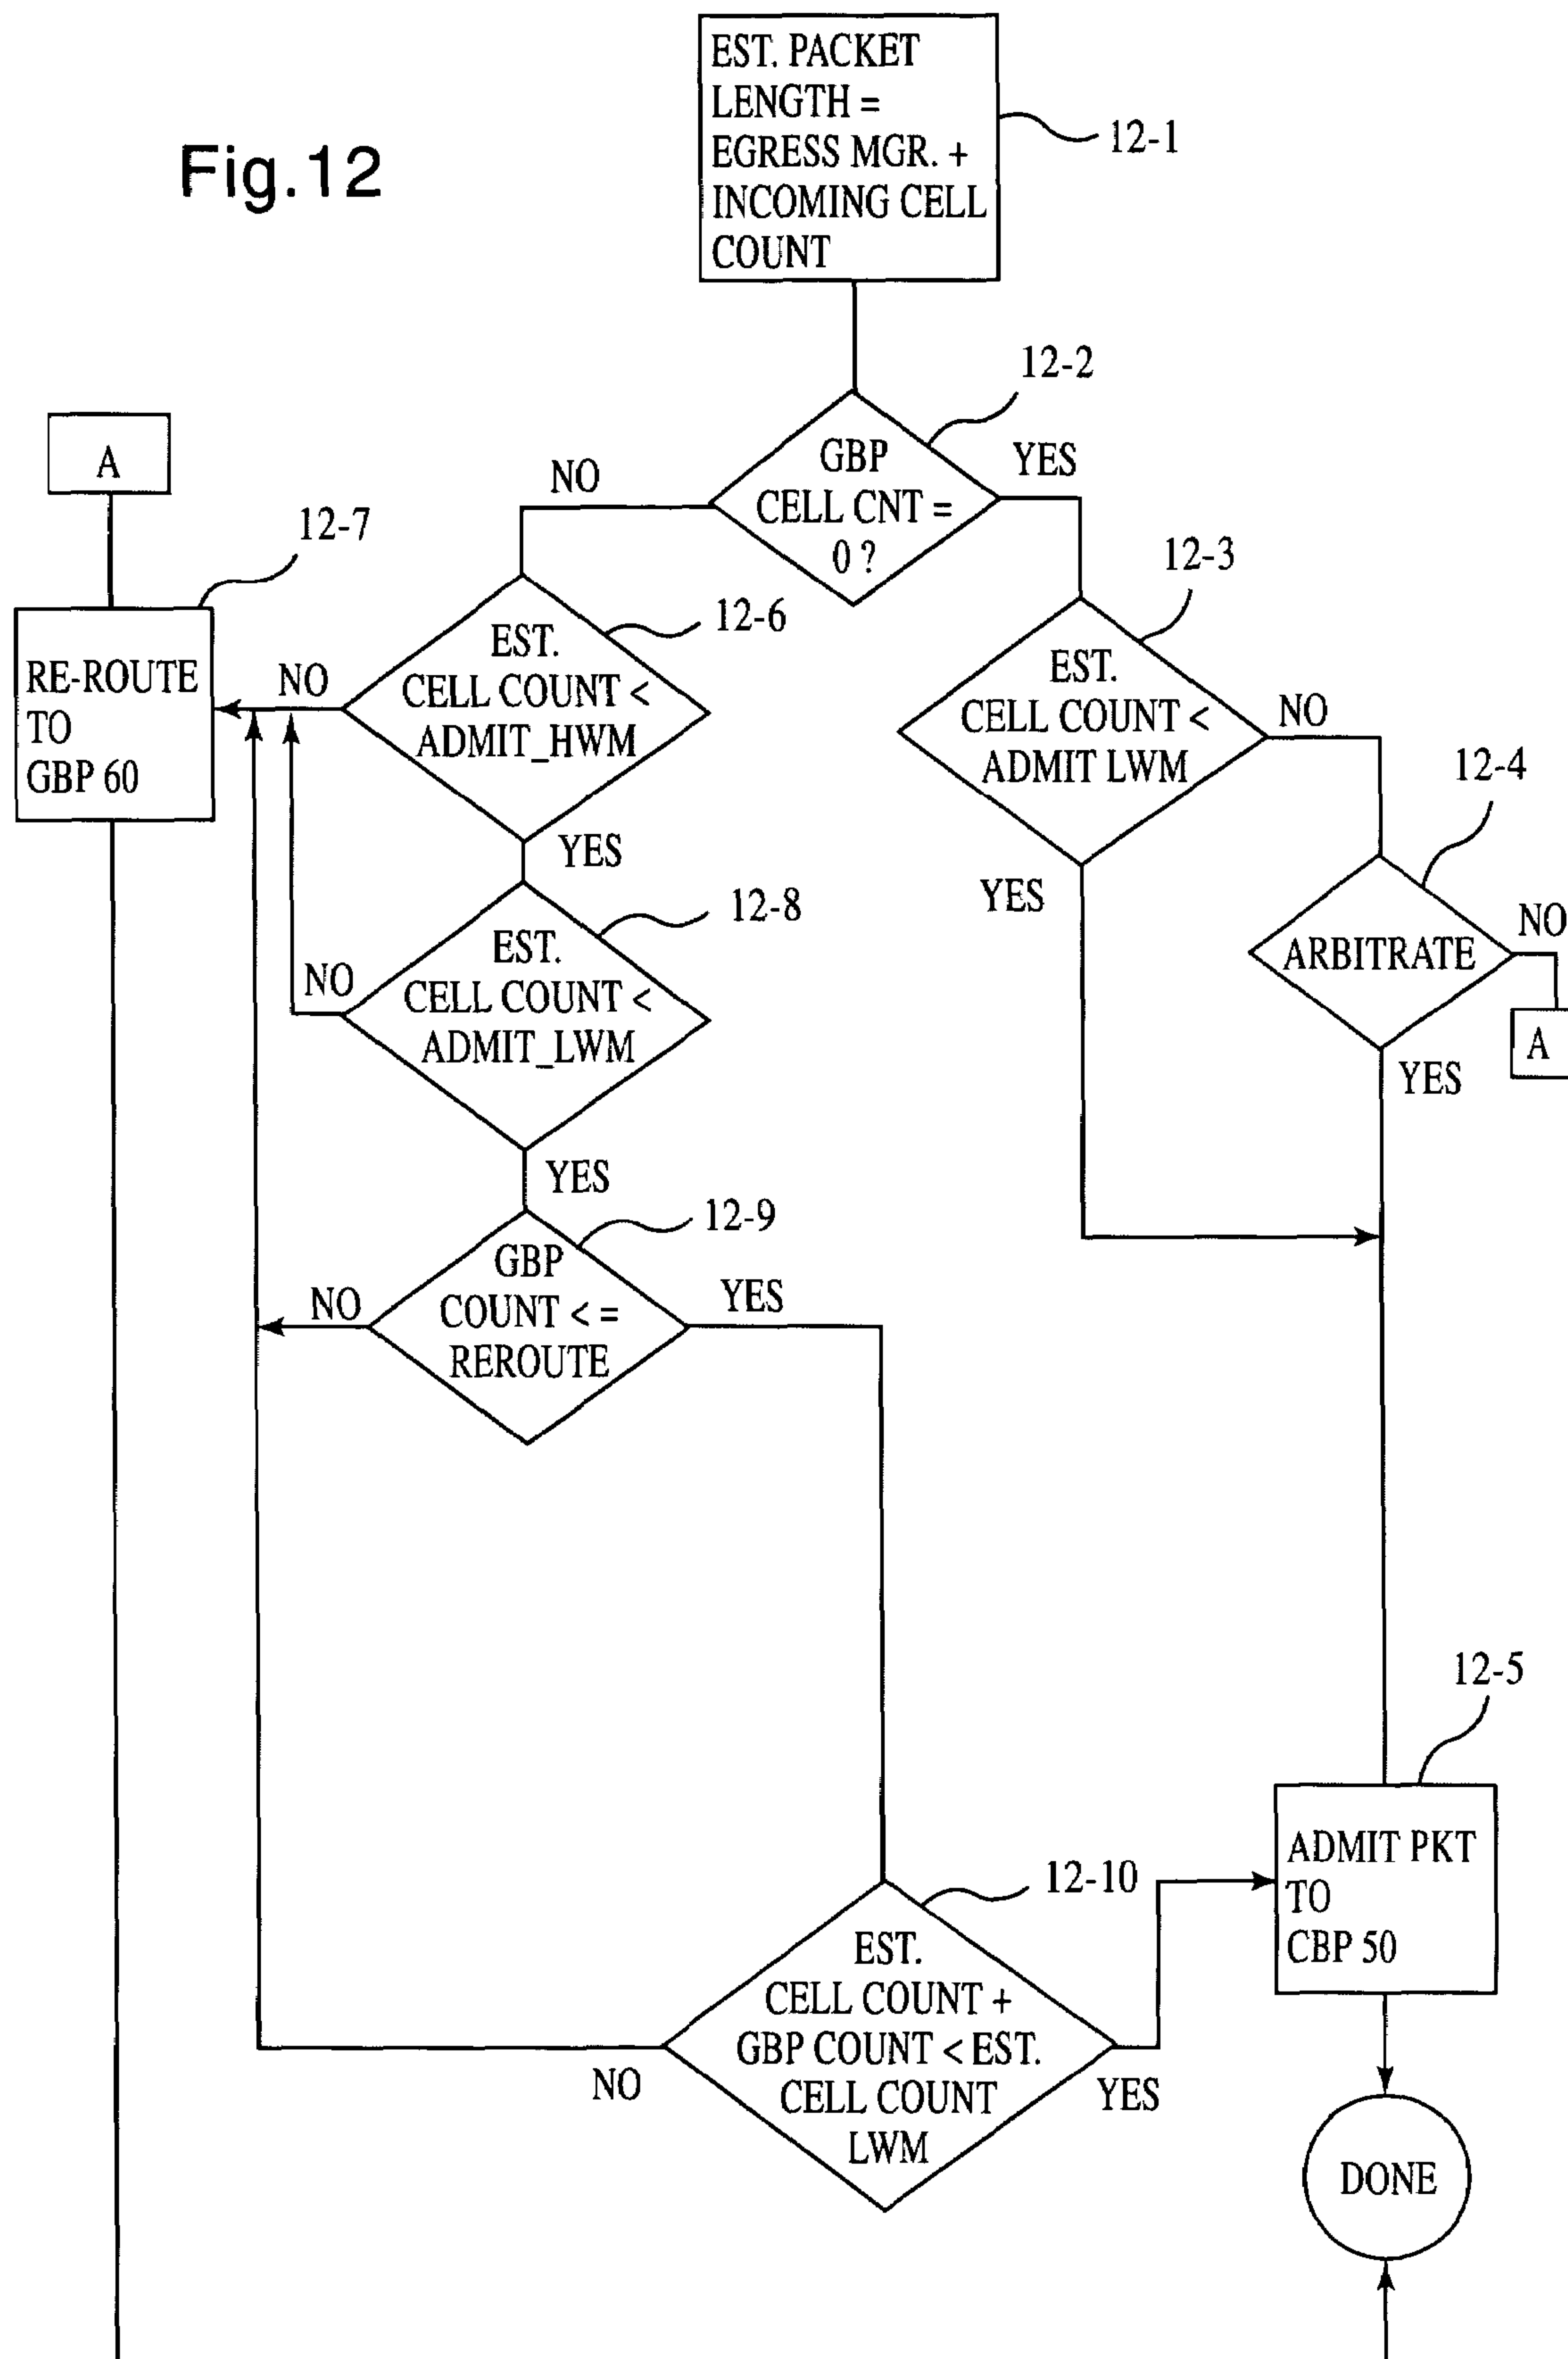 Fig.12
EST. PACKET
LENGTH =
EGRESS MGR. +
INCOMING CELL
COUNT
12-1
12-2
GBP
CELL CNT =
0 ?
NO
YES
A
12-7
RE-ROUTE
TO
GBP 60
NO
12-6
EST.
CELL COUNT <
ADMIT_HWM
YES
12-3
EST.
CELL COUNT <
ADMIT LWM
NO
YES
12-4
ARBITRATE
NO
A
YES
12-8
EST.
CELL COUNT <
ADMIT_LWM
NO
YES
12-9
GBP
COUNT < =
REROUTE
NO
YES
12-5
ADMIT PKT
TO
CBP 50
12-10
EST.
CELL COUNT +
GBP COUNT < EST.
CELL COUNT
LWM
NO
YES
DONE